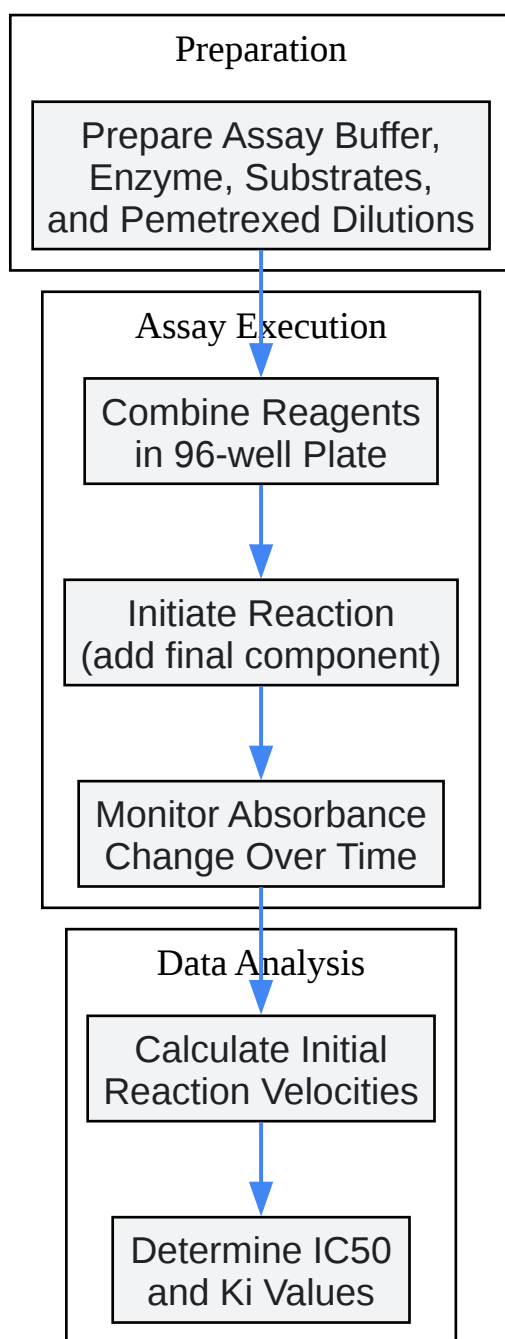 Preparation
Prepare Assay Buffer,
Enzyme, Substrates,
and Pemetrexed Dilutions
Assay Execution
Combine Reagents
in 96-well Plate
Initiate Reaction
(add final component)
Monitor Absorbance
Change Over Time
Data Analysis
Calculate Initial
Reaction Velocities
Determine IC50
and Ki Values